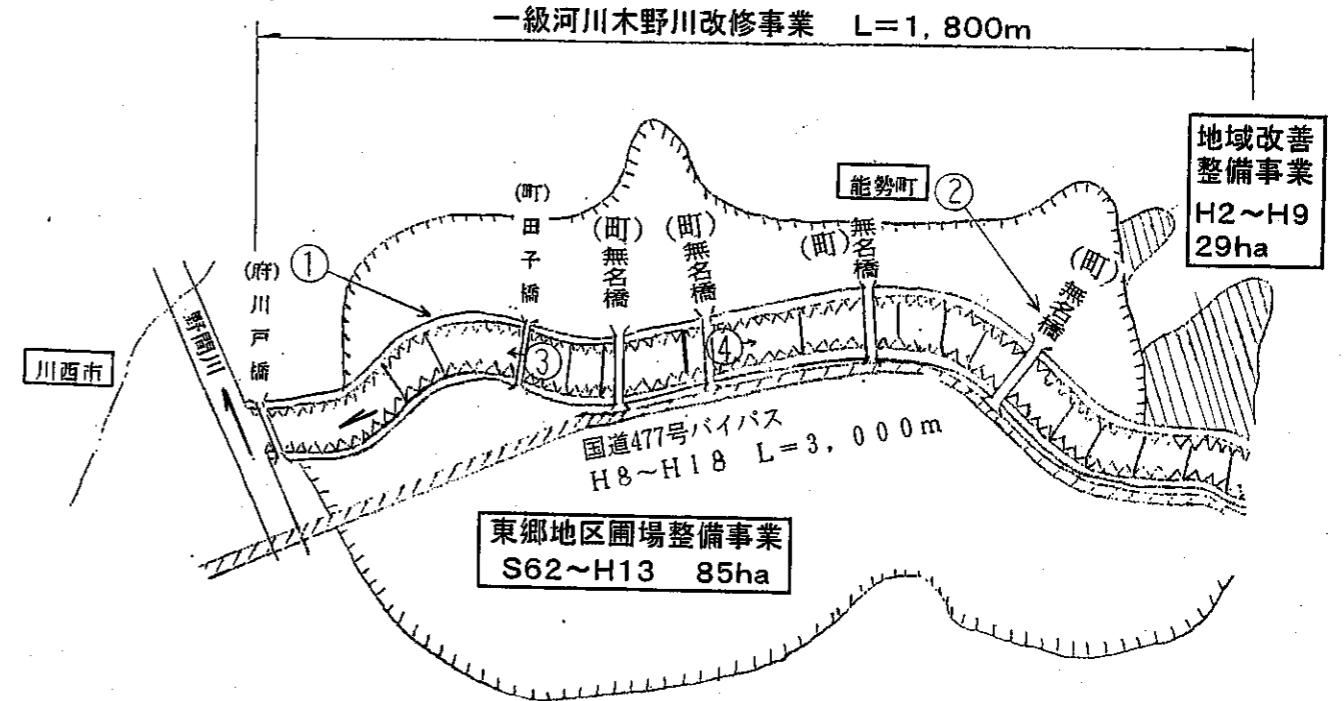 一級河川木野川改修事業 L=1,800m
地域改善
整備事業
H2~H9
29ha
能勢町
②
(町)
田子橋
(町)
無名橋
(町)
無名橋
(町)
無名橋
(町)
無名橋
①
(府)
川戸橋
野間川
川西市
③
④
国道477号バイパス
H8~H18 L=3,000m
東郷地区圃場整備事業
S62~H13 85ha